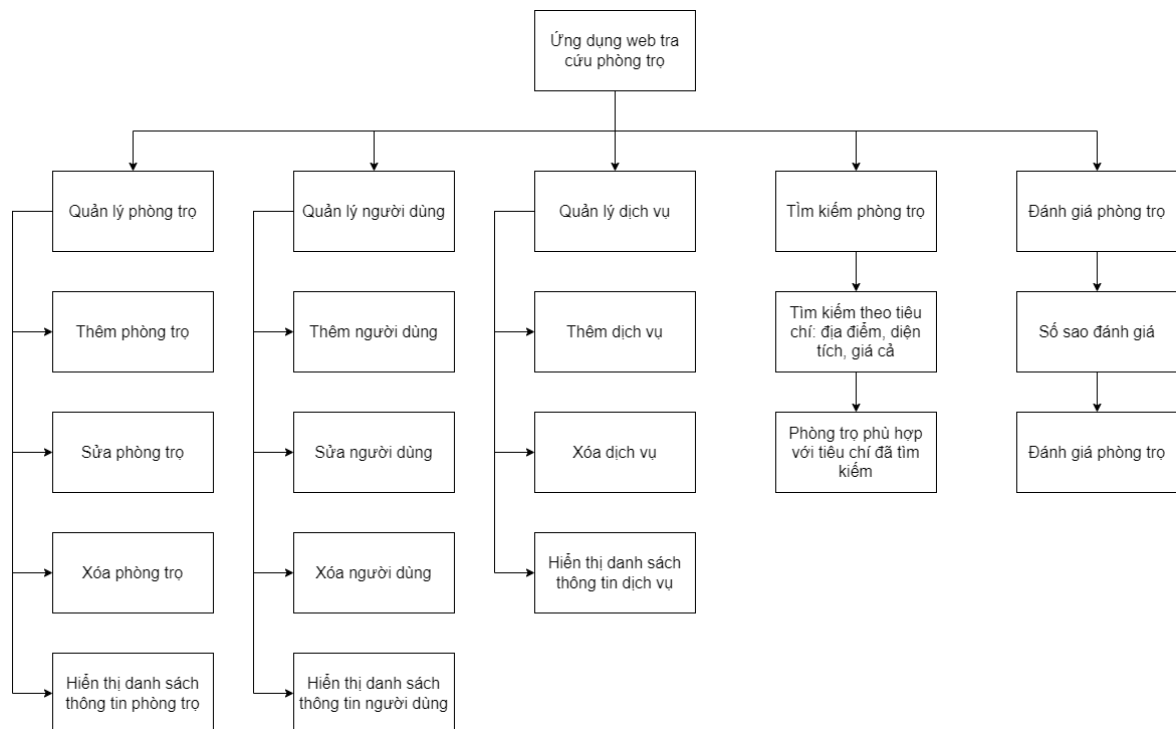 Ứng dụng web tra
cứu phòng trọ
Quản lý phòng trọ
Quản lý người dùng
Quản lý dịch vụ
TÌm kiếm phòng trọ
Đánh giá phòng trọ
Thêm phòng trọ
Thêm người dùng
Thêm dịch vụ
Tìm kiếm theo tiêu
chí: địa điểm, diện
tích, giá cả
Số sao đánh giá
Sửa phòng trọ
Sửa người dùng
Xóa dịch vụ
Phòng trọ phù hợp
với tiêu chí đã tìm
kiếm
Đánh giá phòng trọ
Xóa phòng trọ
Xóa người dùng
Hiển thị danh sách
thông tin dịch vụ
Hiển thị danh sách
thông tin phòng trọ
Hiển thị danh sách
thông tin người dùng